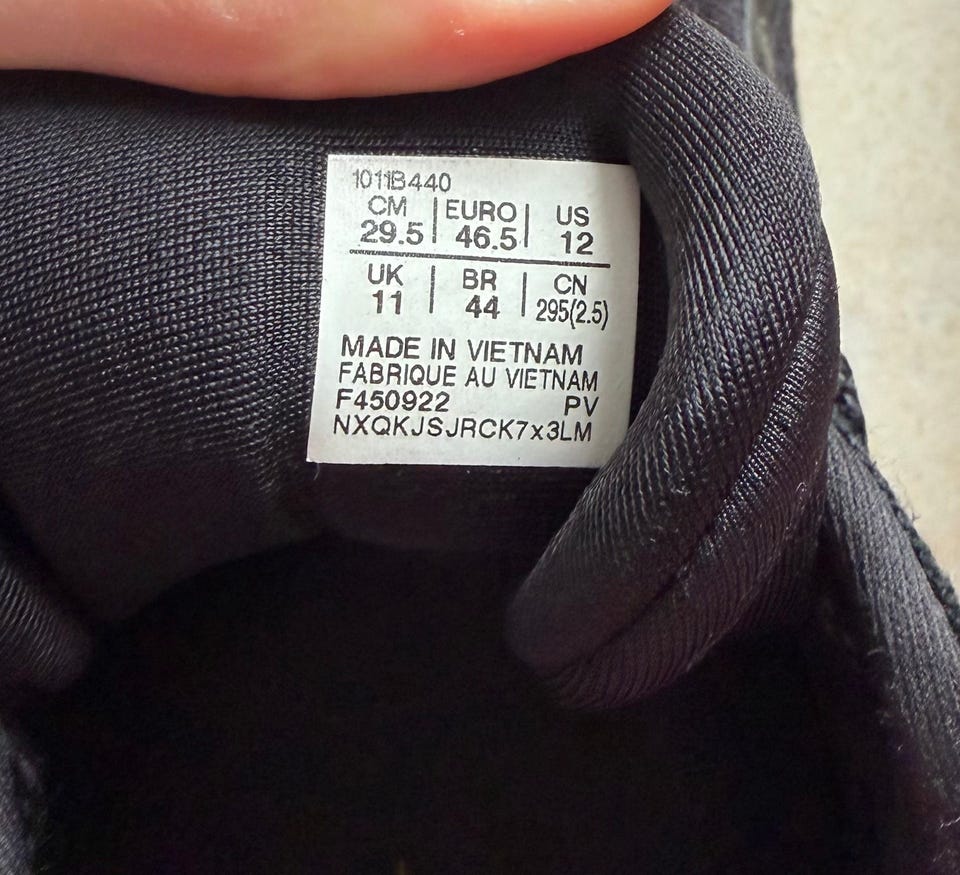 1011B440
CM | EURO | US
29.5 | 46.5 | 12
UK | BR | CN
11 | 44 | 295(2.5)
MADE IN VIETNAM
FABRIQUE AU VIETNAM
F450922 PV
NXQKJSJRCK7x3LM